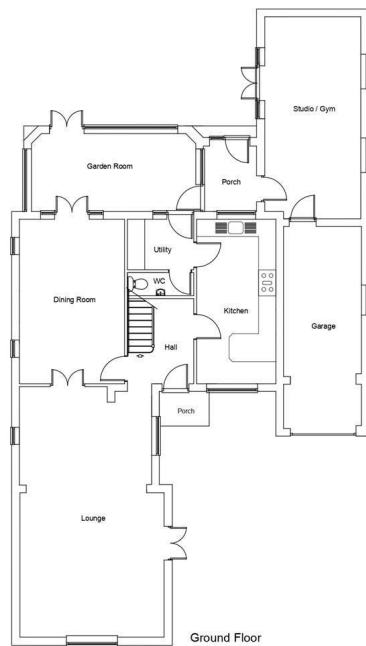 Studio / Gym
Garden Room
Porch
Utility
WC
Kitchen
Dining Room
Hall
Garage
Porch
Lounge
Ground Floor